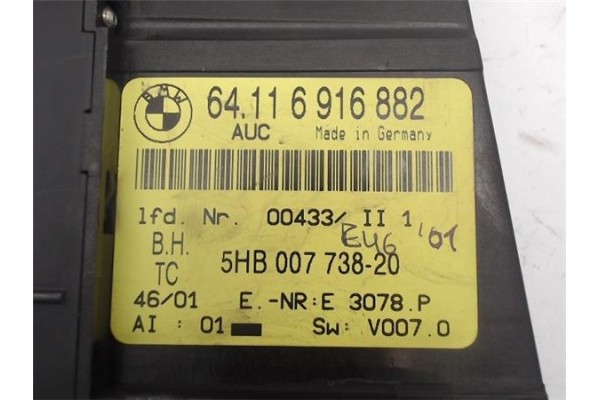 BMW
64.11 6 916 882
AUC Made in Germany
lfd. Nr. 00433/ II 1
E46 '01
B.H.
TC 5HB 007 738-20
46/01 E.-NR:E 3078.P
AI : 01 Sw: V007.0